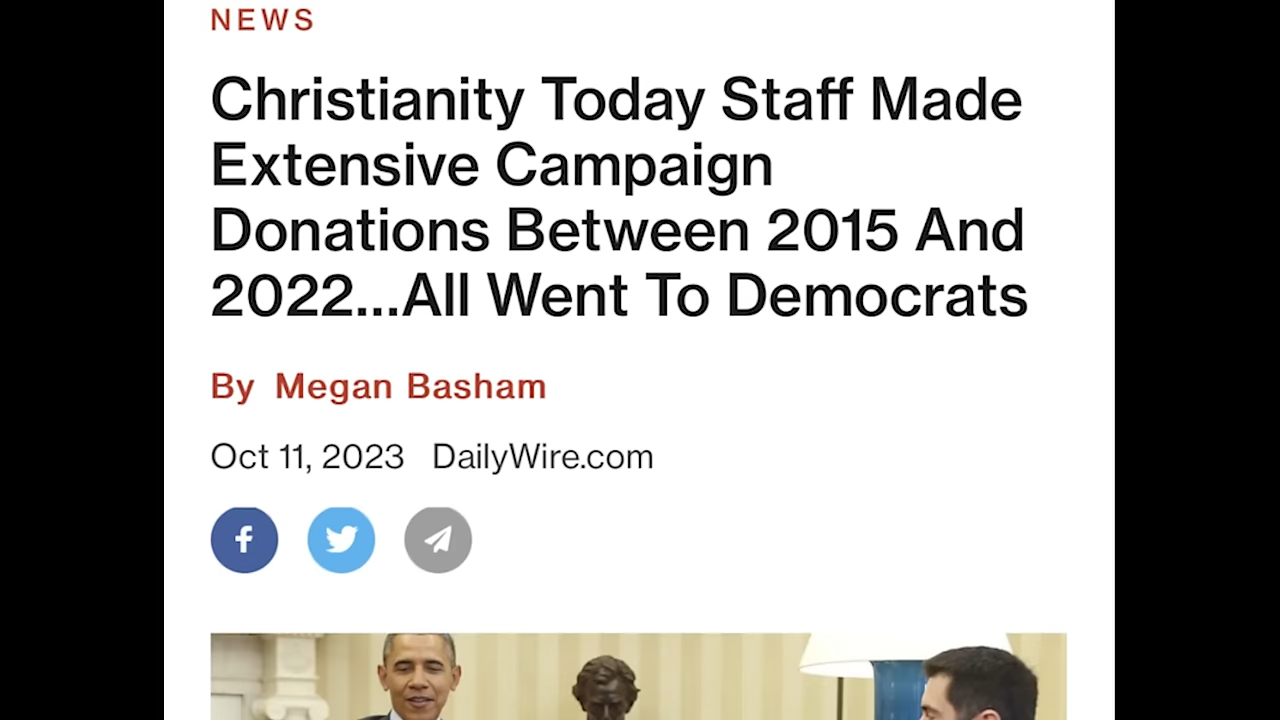 NEWS
Christianity Today Staff Made
Extensive Campaign
Donations Between 2015 And
2022...All Went To Democrats
By Megan Basham
Oct 11, 2023 DailyWire.com